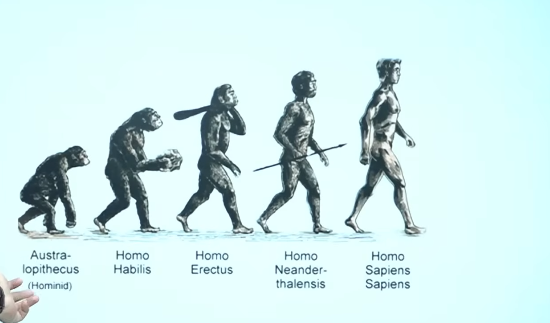 Austra-
lopithecus
(Hominid)
Homo
Habilis
Homo
Erectus
Homo
Neander-
thalensis
Homo
Sapiens
Sapiens